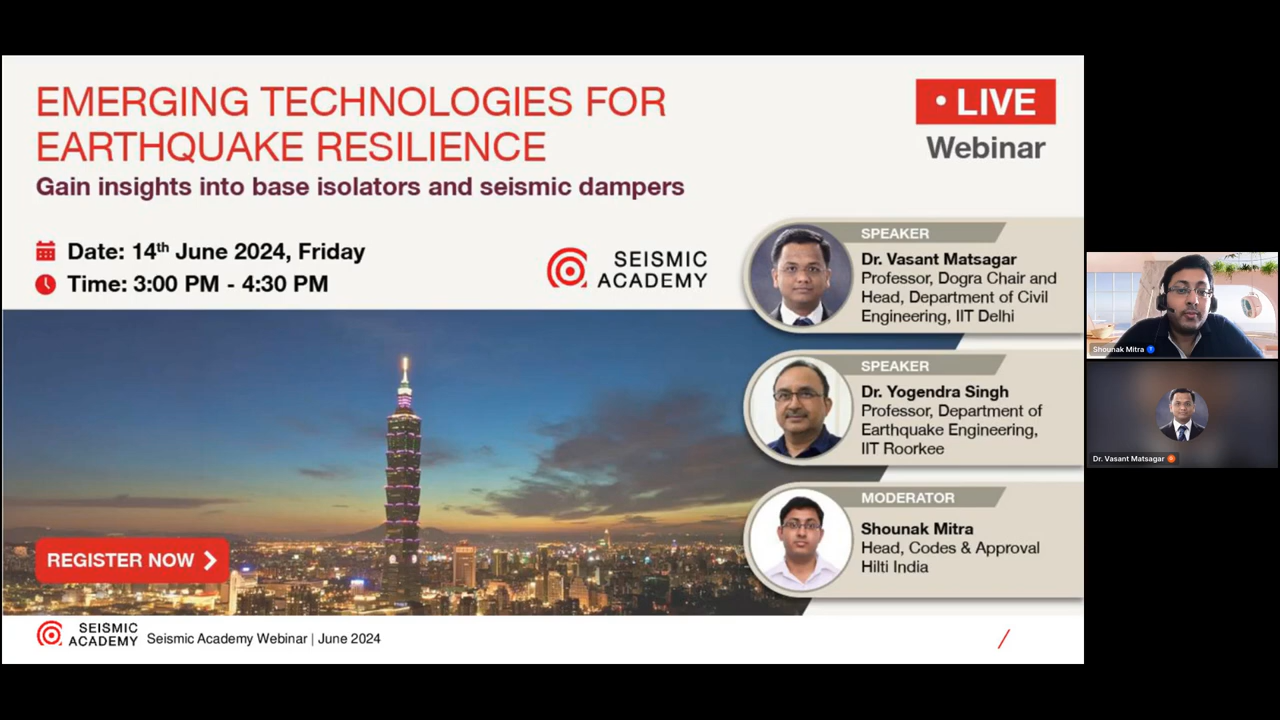 EMERGING TECHNOLOGIES FOR
EARTHQUAKE RESILIENCE
Gain insights into base isolators and seismic dampers
Date: 14th June 2024, Friday
Time: 3:00 PM - 4:30 PM
SEISMIC
ACADEMY
• LIVE
Webinar
SPEAKER
Dr. Vasant Matsagar
Professor, Dogra Chair and
Head, Department of Civil
Engineering, IIT Delhi
SPEAKER
Dr. Yogendra Singh
Professor, Department of
Earthquake Engineering,
IIT Roorkee
MODERATOR
Shounak Mitra
Head, Codes & Approval
Hilti India
REGISTER NOW
SEISMIC
ACADEMY
Seismic Academy Webinar | June 2024
Shounak Mitra
Dr. Vasant Matsagar